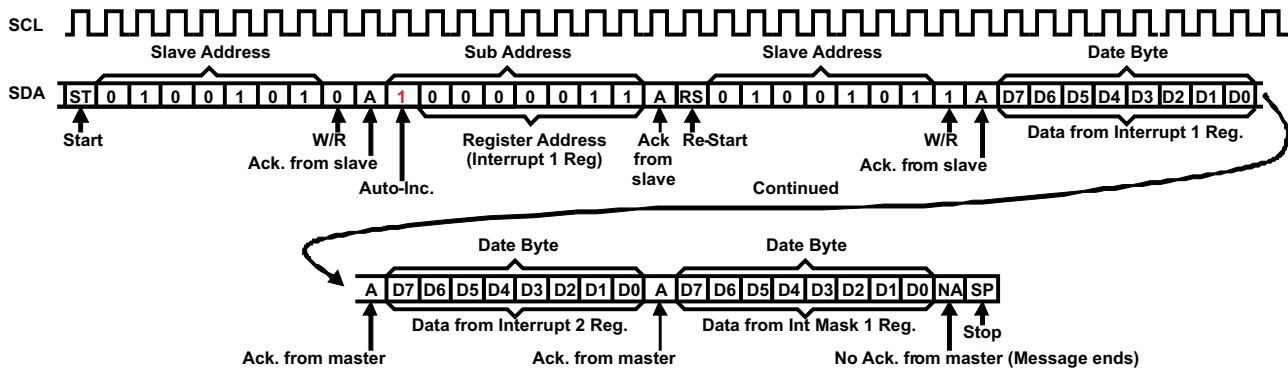 SCL
Slave Address Sub Address Slave Address Date Byte
SDA ST 0 1 0 0 1 0 1 0 A 1 0 0 0 0 0 1 1 A RS 0 1 0 0 1 0 1 1 A D7 D6 D5 D4 D3 D2 D1 D0
Start W/R Register Address Ack Re-Start W/R Data from Interrupt 1 Reg.
Ack. from slave (Interrupt 1 Reg) from Ack. from slave
slave
Auto-Inc. Continued
Date Byte Date Byte
A D7 D6 D5 D4 D3 D2 D1 D0 A D7 D6 D5 D4 D3 D2 D1 D0 NA SP
Data from Interrupt 2 Reg. Data from Int Mask 1 Reg. Stop
Ack. from master Ack. from master No Ack. from master (Message ends)